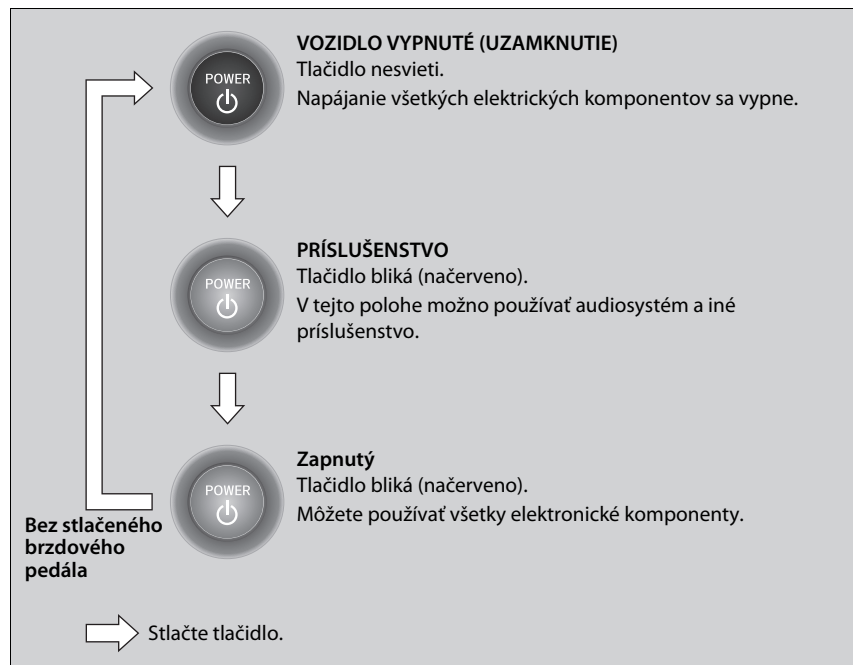 VOZIDLO VYPNUTÉ (UZAMKNUTIE)
Tlačidlo nesvieti.
Napájanie všetkých elektrických komponentov sa vypne.
POWER
PRÍSLUŠENSTVO
Tlačidlo bliká (načerveno).
V tejto polohe možno používať audiosystém a iné
príslušenstvo.
POWER
Zapnutý
Tlačidlo bliká (načerveno).
Môžete používať všetky elektronické komponenty.
POWER
Bez stlačeného
brzdového
pedála
Stlačte tlačidlo.